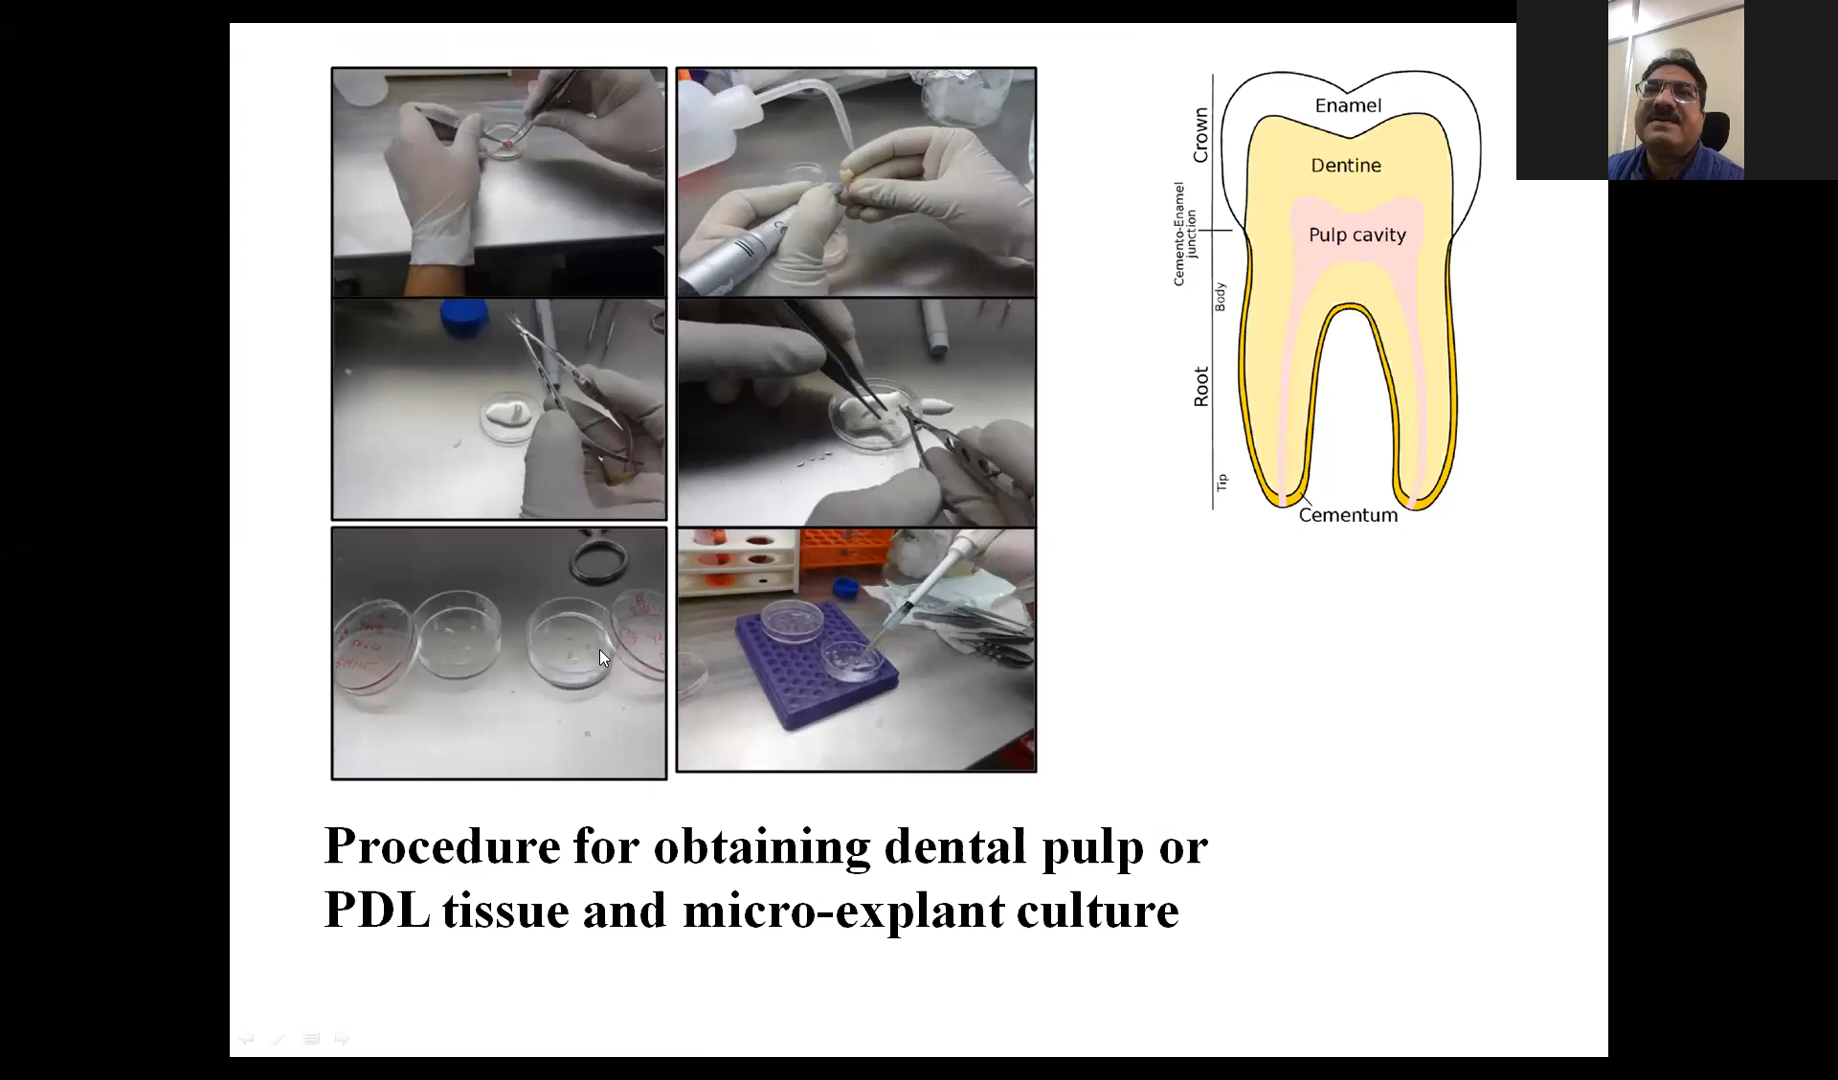 Enamel
Dentine
Pulp cavity
Crown
Cemento-Enamel
junction
Body
Root
Tip
Cementum
Procedure for obtaining dental pulp or
PDL tissue and micro-explant culture